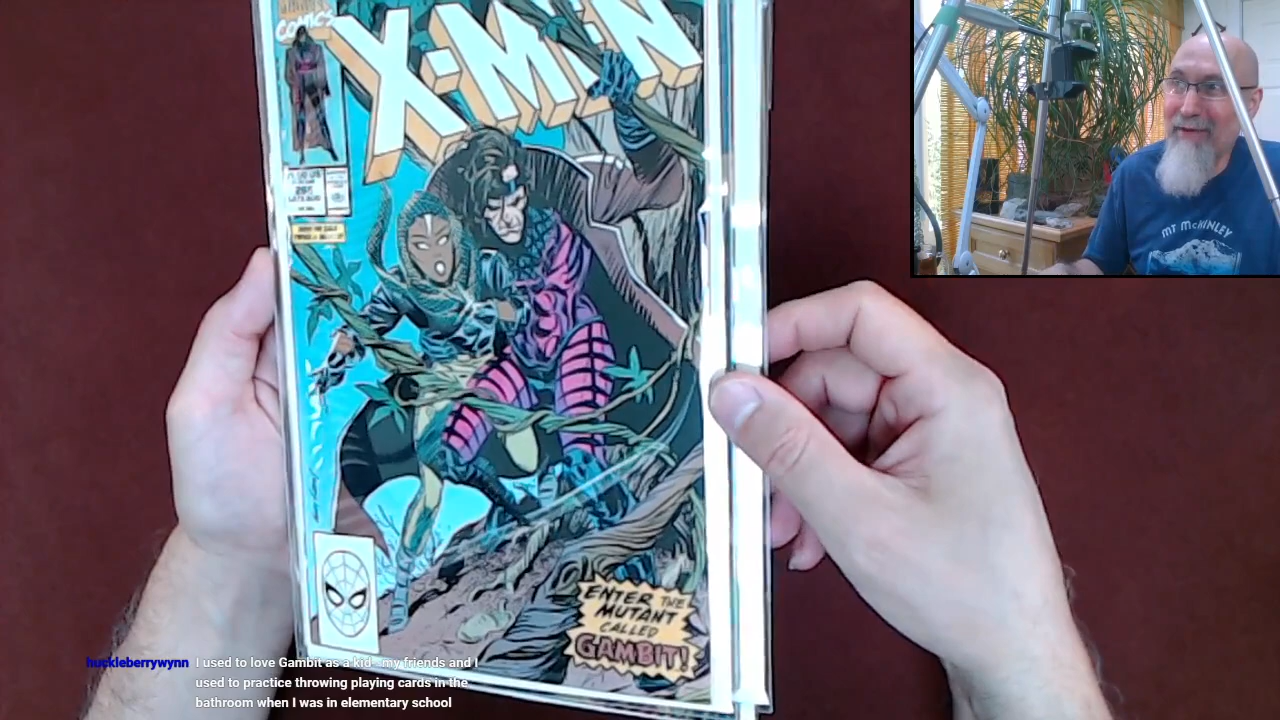 COMICS
X-MEN
MT McKINLEY
ENTER THE
MUTANT
CALLED
GAMBIT!
huckleberrywynn I used to love Gambit as a kid - my friends and I
used to practice throwing playing cards in the
bathroom when I was in elementary school